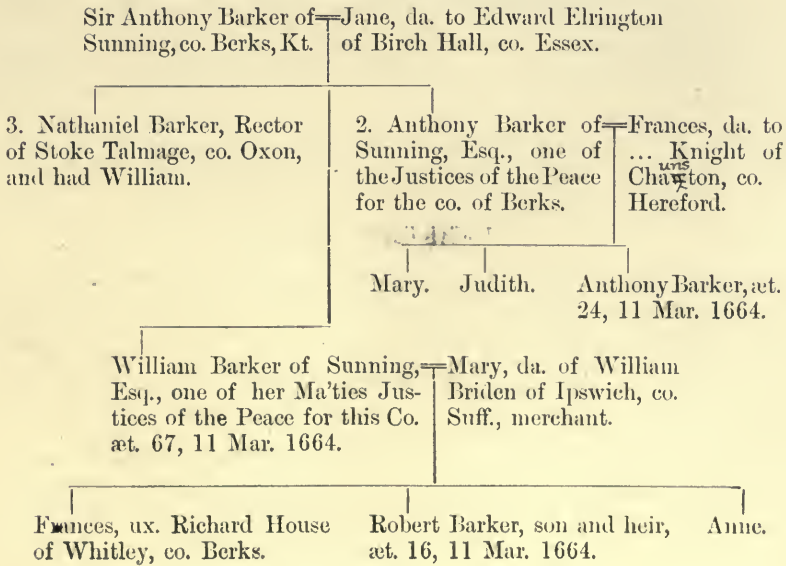 Sir Anthony Barker of
Sunning, co. Berks, Kt.
Jane, da. to Edward Elrington
of Birch Hall, co. Essex.
3. Nathaniel Barker, Rector
of Stoke Talmage, co. Oxon,
and had William.
2. Anthony Barker of
Sunning, Esq., one of
the Justices of the Peace
for the co. of Berks.
Frances, da. to
... Knight of
uns
Chawton, co.
Hereford.
Mary.
Judith.
Anthony Barker, æt.
24, 11 Mar. 1664.
William Barker of Sunning,
Esq., one of her Ma'ties Jus-
tices of the Peace for this Co.
æt. 67, 11 Mar. 1664.
Mary, da. of William
Briden of Ipswich, co.
Suff., merchant.
Frances, ux. Richard House
of Whitley, co. Berks.
Robert Barker, son and heir,
æt. 16, 11 Mar. 1664.
Anne.